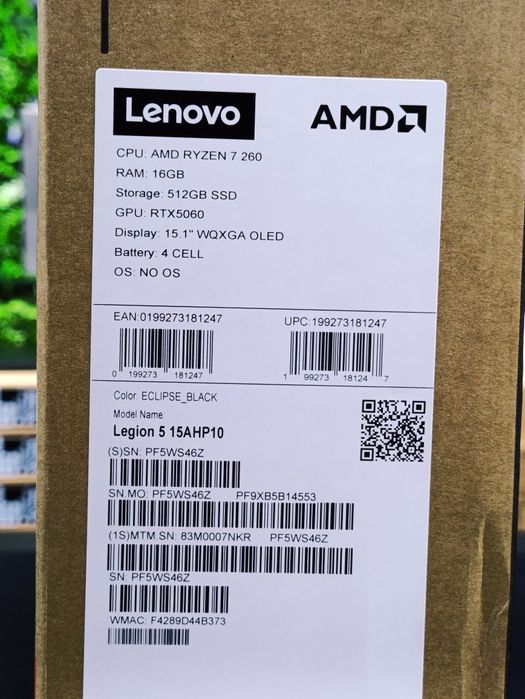 Lenovo
AMD
CPU: AMD RYZEN 7 260
RAM: 16GB
Storage: 512GB SSD
GPU: RTX5060
Display: 15.1" WQXGA OLED
Battery: 4 CELL
OS: NO OS
EAN:0199273181247
UPC:199273181247
0 199273 181247
1 99273 18124 7
Color: ECLIPSE_BLACK
Model Name:
Legion 5 15AHP10
(S)SN: PF5WS46Z
SN.MO: PF5WS46Z PF9XB5B14553
(1S)MTM.SN: 83M0007NKR PF5WS46Z
SN: PF5WS46Z
WMAC: F4289D44B373